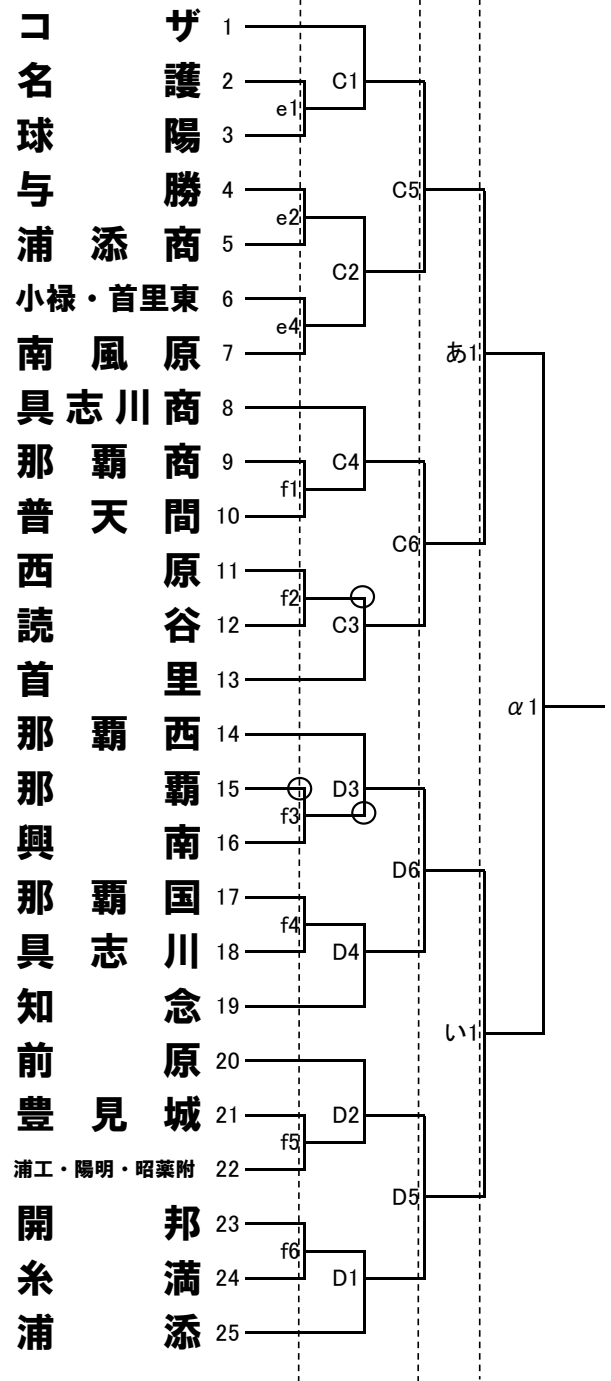 コザ 1
名護 2
C1
e1
球陽 3
与勝 4
C5
e2
浦添商 5
C2
小禄・首里東 6
e4
南風原 7
あ1
具志川商 8
那覇商 9
C4
f1
普天間 10
C6
西原 11
f2
読谷 12
C3
首里 13
α1
那覇西 14
那覇 15
D3
f3
興南 16
D6
那覇国 17
f4
具志川 18
D4
知念 19
い1
前原 20
豊見城 21
D2
f5
浦工・陽明・昭薬附 22
D5
開邦 23
f6
糸満 24
D1
浦添 25